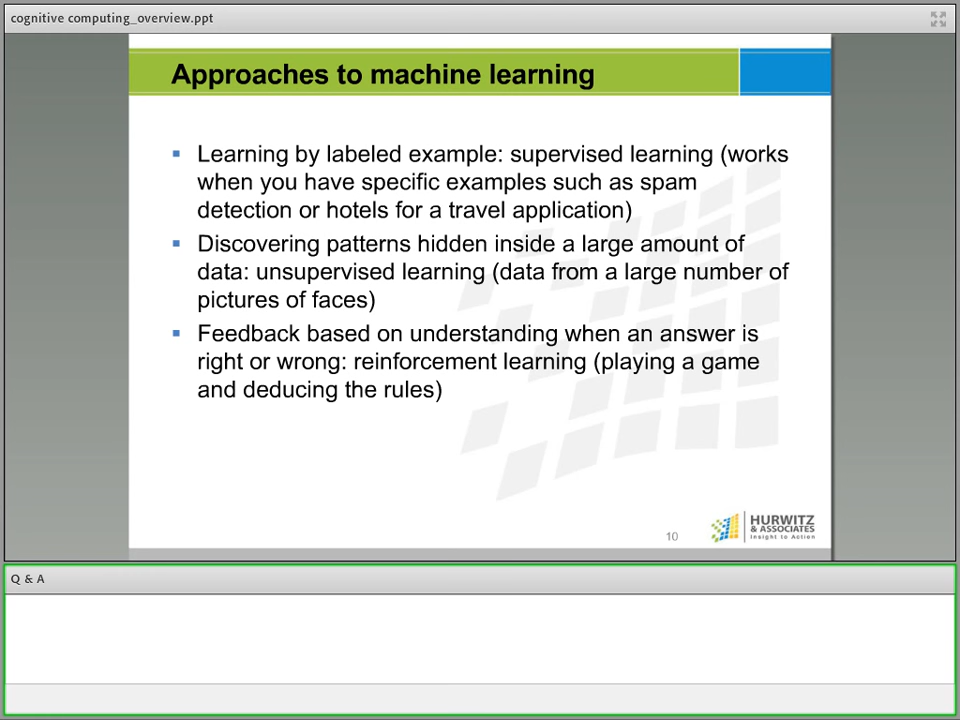 cognitive computing_overview.ppt
Approaches to machine learning
▪ Learning by labeled example: supervised learning (works
when you have specific examples such as spam
detection or hotels for a travel application)
▪ Discovering patterns hidden inside a large amount of
data: unsupervised learning (data from a large number of
pictures of faces)
▪ Feedback based on understanding when an answer is
right or wrong: reinforcement learning (playing a game
and deducing the rules)
10
HURWITZ
& ASSOCIATES
Insight to Action
Q & A